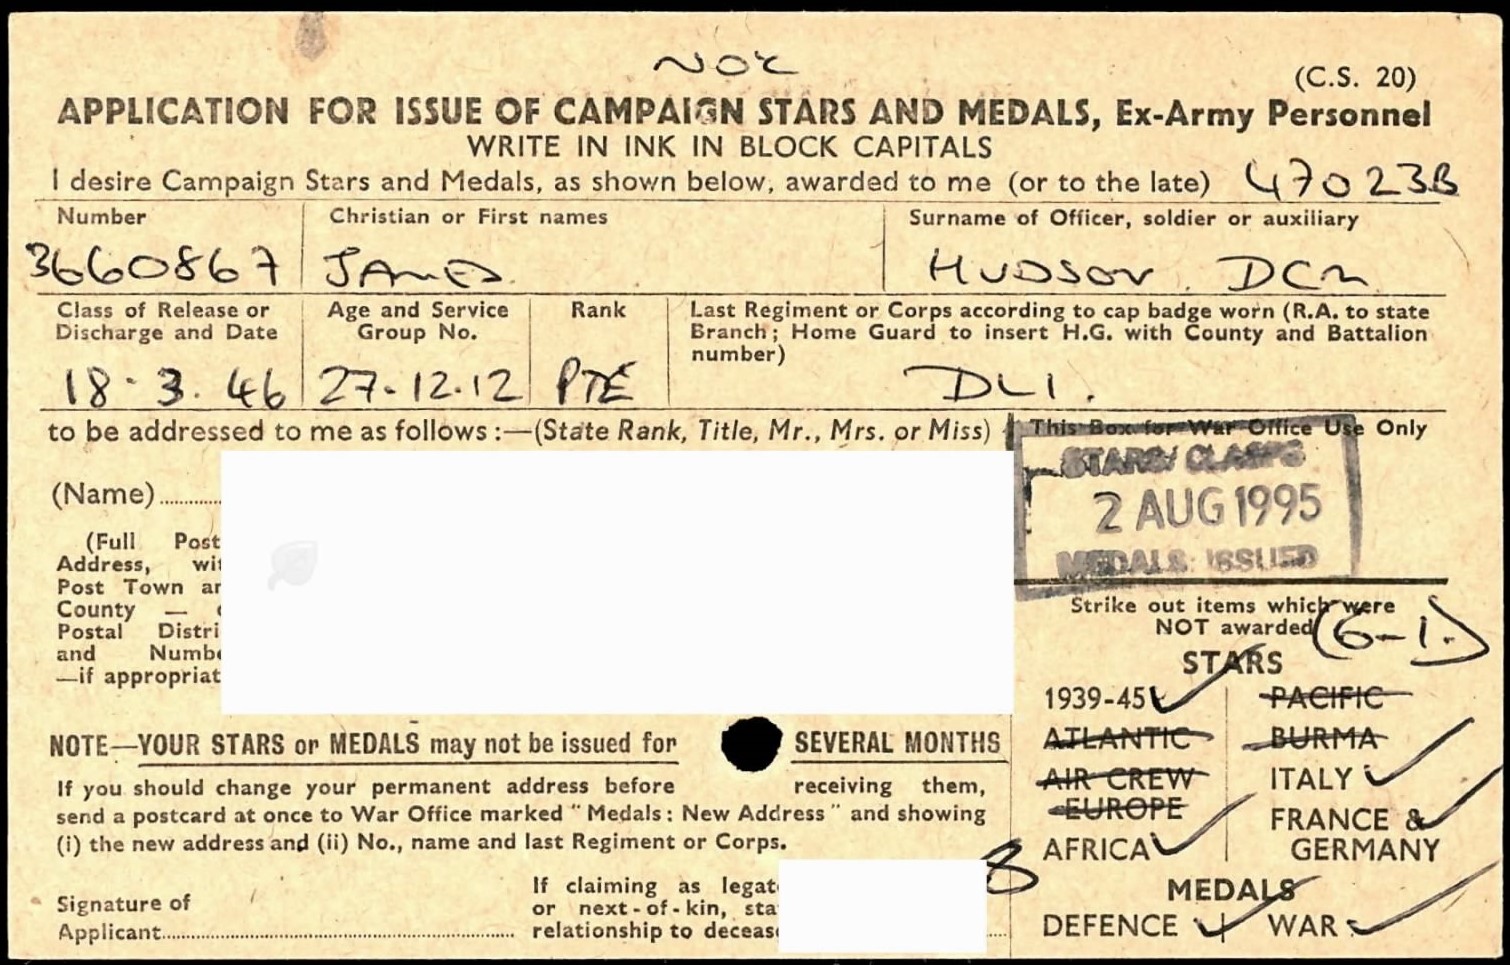 NOK
(C.S. 20)
APPLICATION FOR ISSUE OF CAMPAIGN STARS AND MEDALS, Ex-Army Personnel
WRITE IN INK IN BLOCK CAPITALS
I desire Campaign Stars and Medals, as shown below, awarded to me (or to the late) 47023B
Number Christian or First names Surname of Officer, soldier or auxiliary
3660867 JAMES HUDSON DCM
Class of Release or Discharge and Date
Age and Service Group No.
Rank
Last Regiment or Corps according to cap badge worn (R.A. to state
Branch; Home Guard to insert H.G. with County and Battalion
number)
18.3.46 27.12.12 PTE DLI.
to be addressed to me as follows:—(State Rank, Title, Mr., Mrs. or Miss)
This Box for War Office Use Only
STARS/ CLASPS
2 AUG 1995
MEDALS ISSUED
(Name)
(Full Post
Address, wit
Post Town an
County —
Postal Distri
and Numbe
—if appropriat
Strike out items which were
NOT awarded (6-1.)
STARS
1939-45 PACIFIC
ATLANTIC BURMA
AIR CREW ITALY
EUROPE FRANCE &
AFRICA GERMANY
MEDALS
DEFENCE WAR
NOTE—YOUR STARS or MEDALS may not be issued for SEVERAL MONTHS
If you should change your permanent address before receiving them,
send a postcard at once to War Office marked "Medals: New Address" and showing
(i) the new address and (ii) No., name and last Regiment or Corps.
Signature of
Applicant
If claiming as legat
or next-of-kin, sta
relationship to deceas